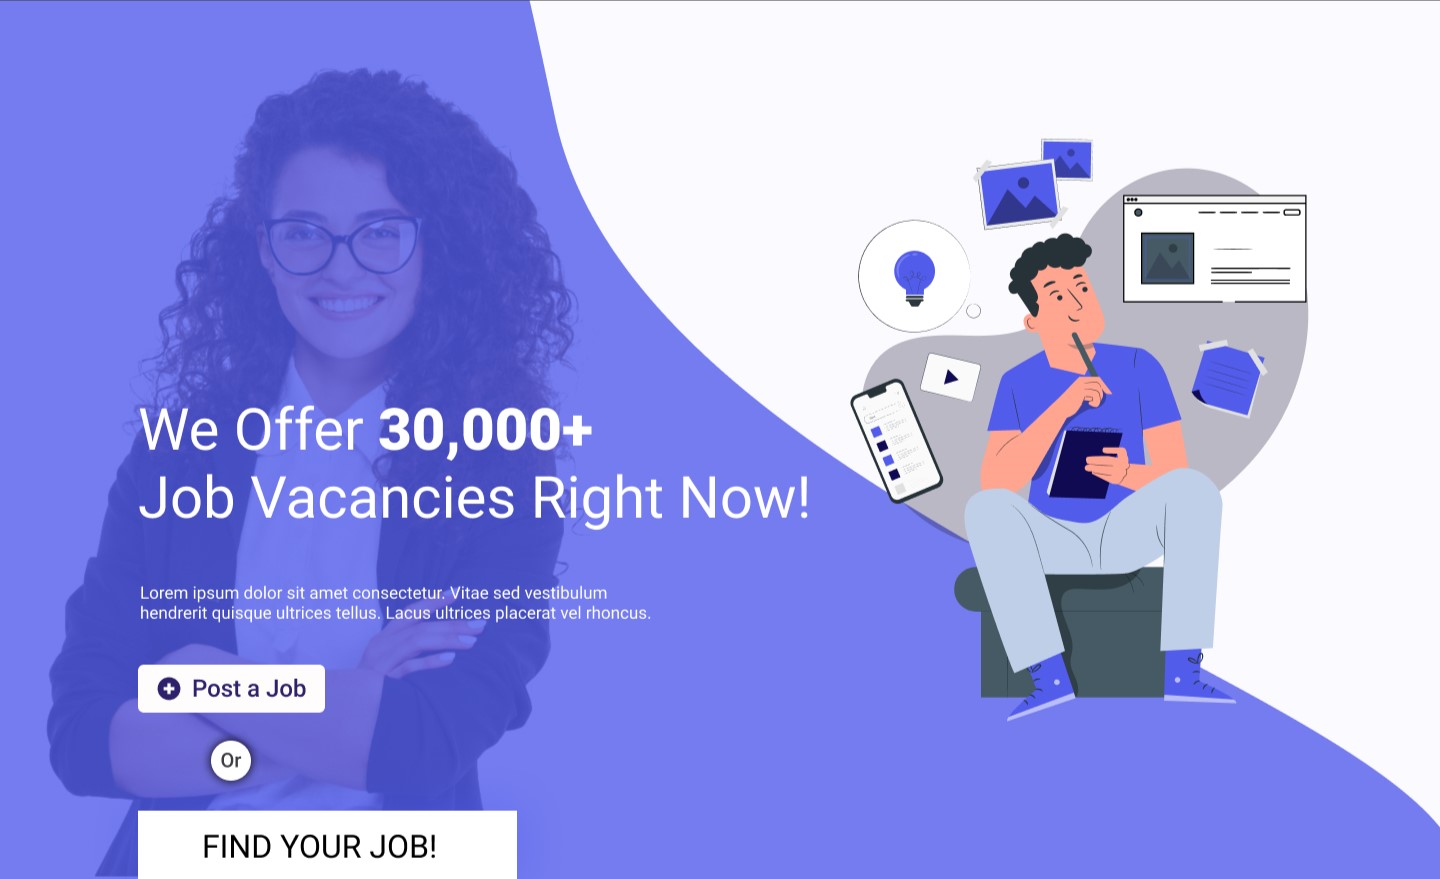 We Offer 30,000+
Job Vacancies Right Now!
Lorem ipsum dolor sit amet consectetur. Vitae sed vestibulum
hendrerit quisque ultrices tellus. Lacus ultrices placerat vel rhoncus.
Post a Job
Or
FIND YOUR JOB!